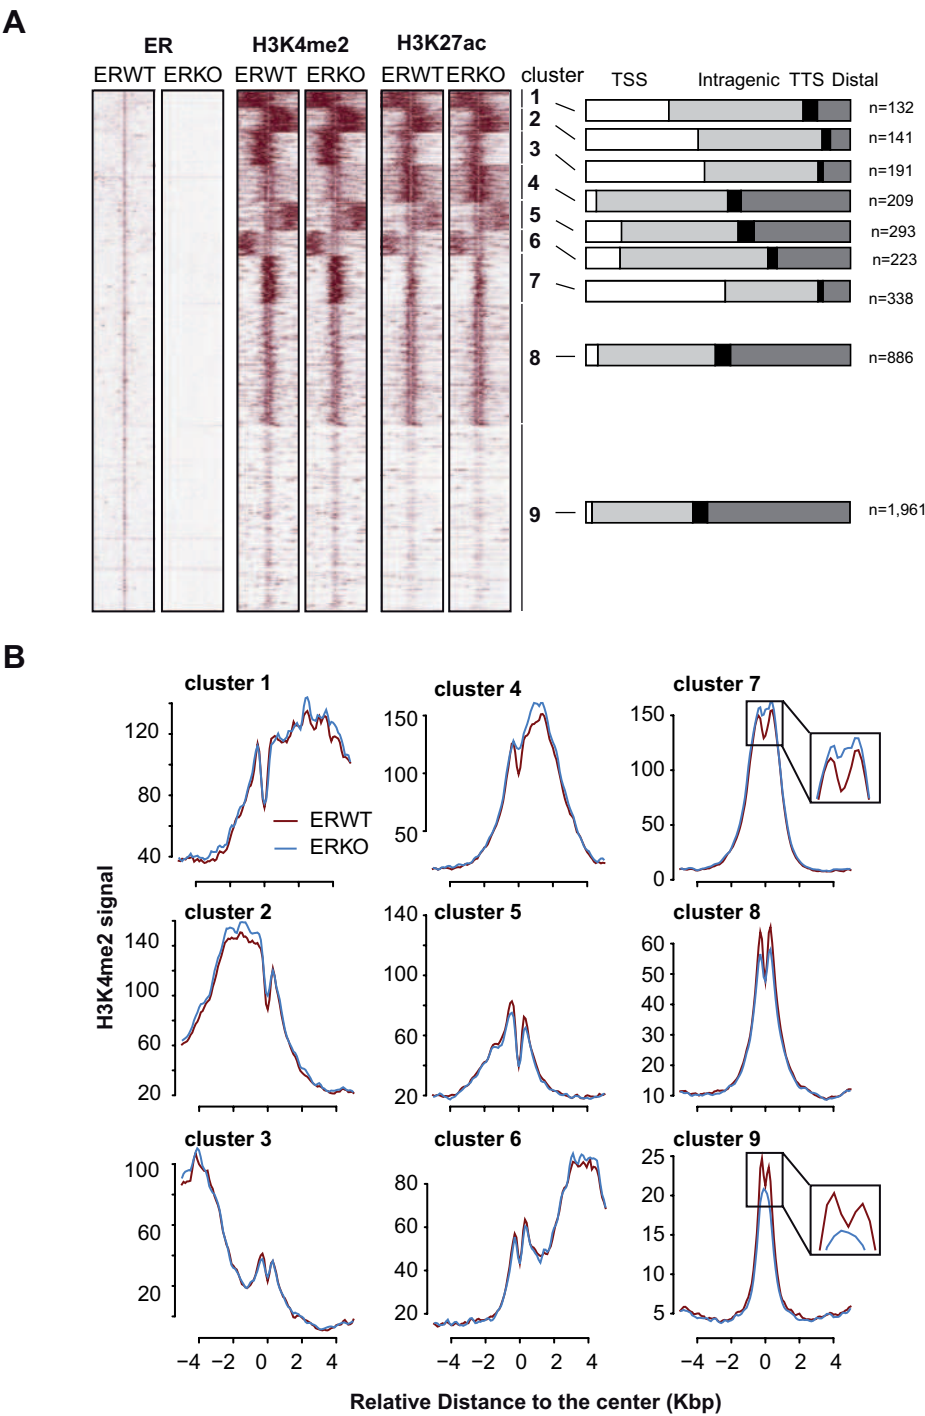 A
ER H3K4me2 H3K27ac
ERWT ERKO ERWT ERKO ERWT ERKO cluster TSS Intragenic TTS Distal
1 n=132
2 n=141
3 n=191
4 n=209
5 n=293
6 n=223
7 n=338
8 n=886
9 n=1,961
B
cluster 1 cluster 4 cluster 7
120
80
40
ERWT
ERKO
150
100
50
150
100
50
0
H3K4me2 signal
cluster 2 cluster 5 cluster 8
140
100
60
20
140
100
60
20
60
50
40
30
20
10
cluster 3 cluster 6 cluster 9
100
60
20
80
60
40
20
25
20
15
10
5
−4 −2 0 2 4 −4 −2 0 2 4 −4 −2 0 2 4
Relative Distance to the center (Kbp)